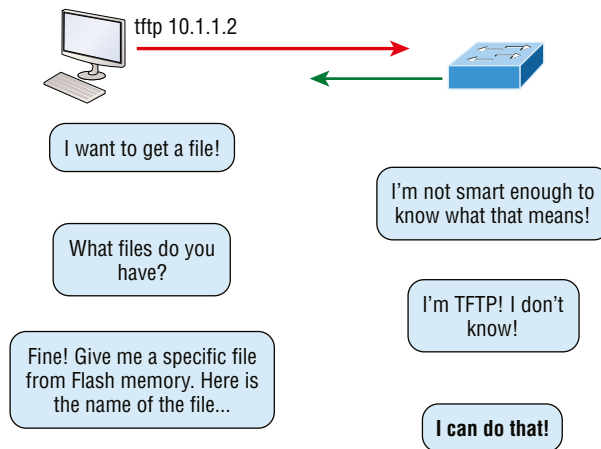 tftp 10.1.1.2
I want to get a file!
I’m not smart enough to
know what that means!
What files do you
have?
I’m TFTP! I don’t
know!
Fine! Give me a specific file
from Flash memory. Here is
the name of the file...
I can do that!